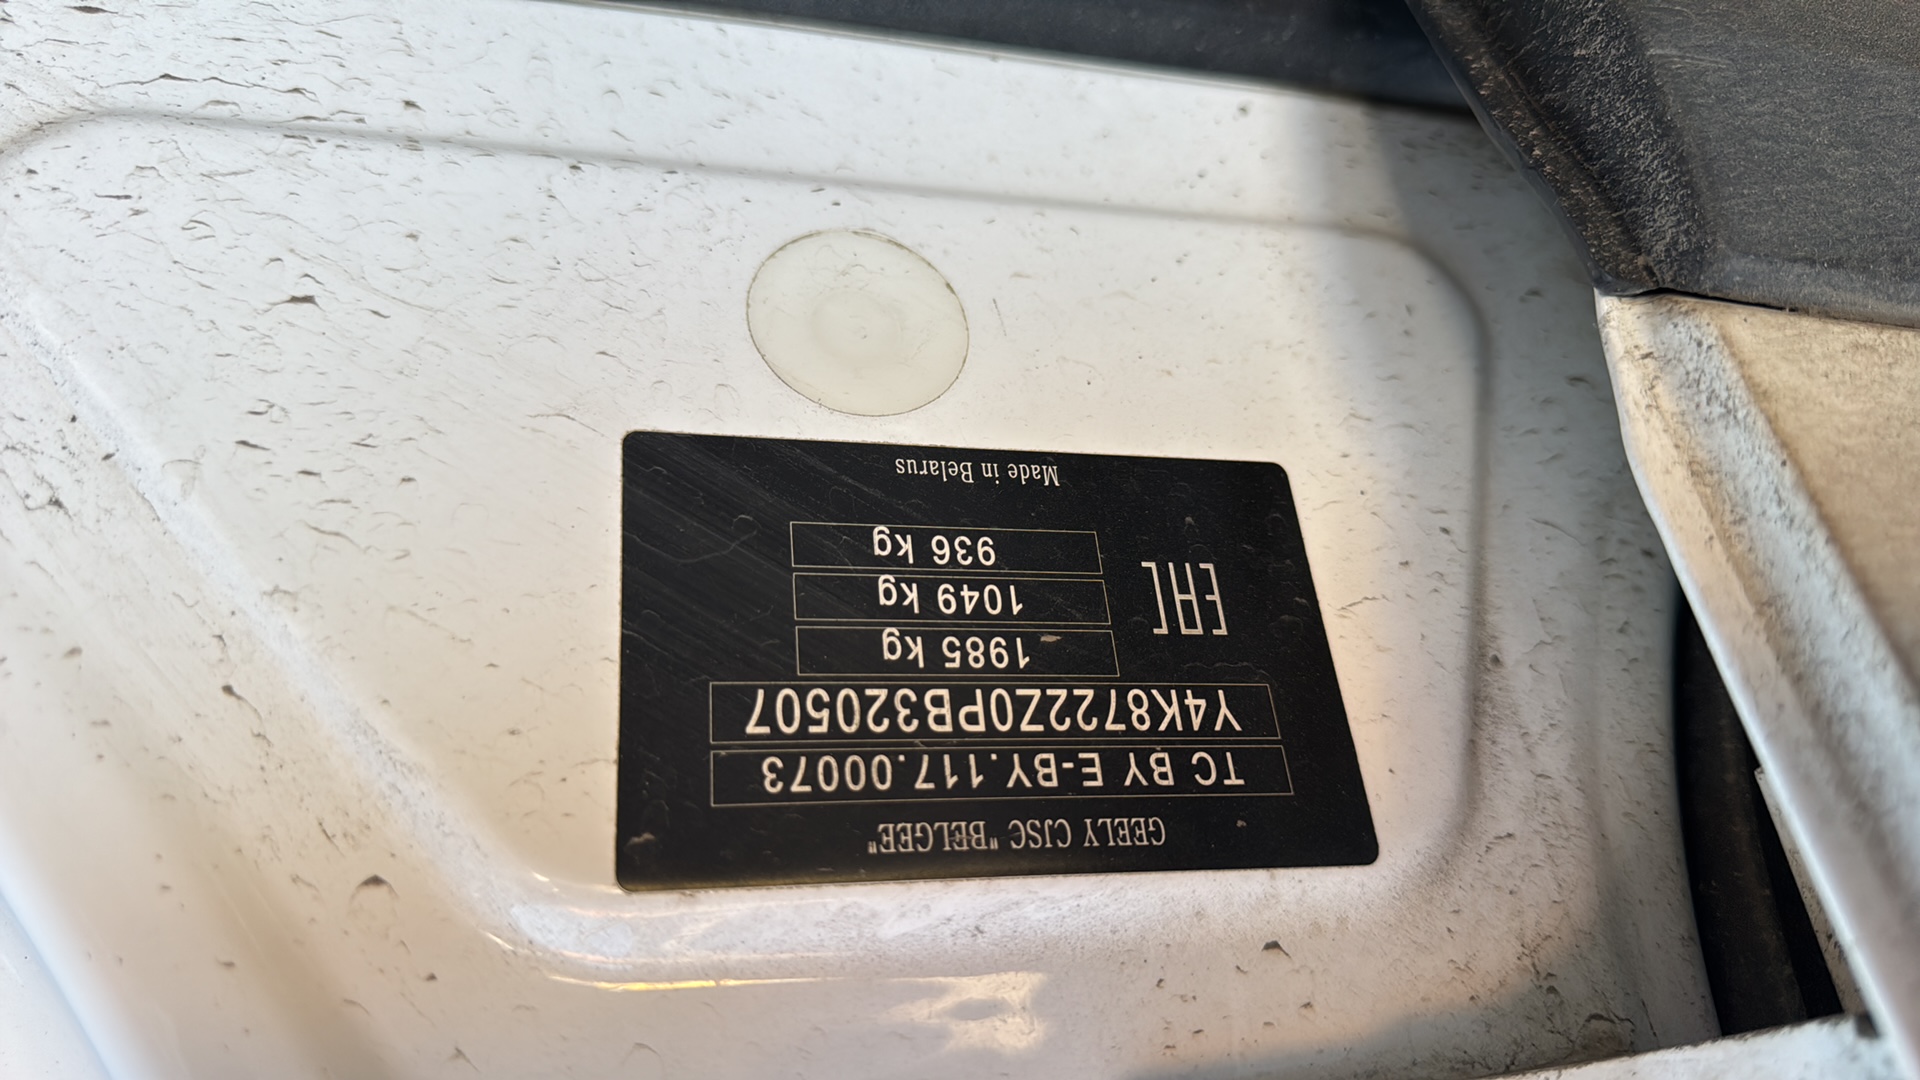 GEELY CJSC "BELGEE"
TC BY E-BY.117.00073
Y4K8722Z0PB320507
1985 kg
1049 kg
936 kg
EAC
Made in Belarus